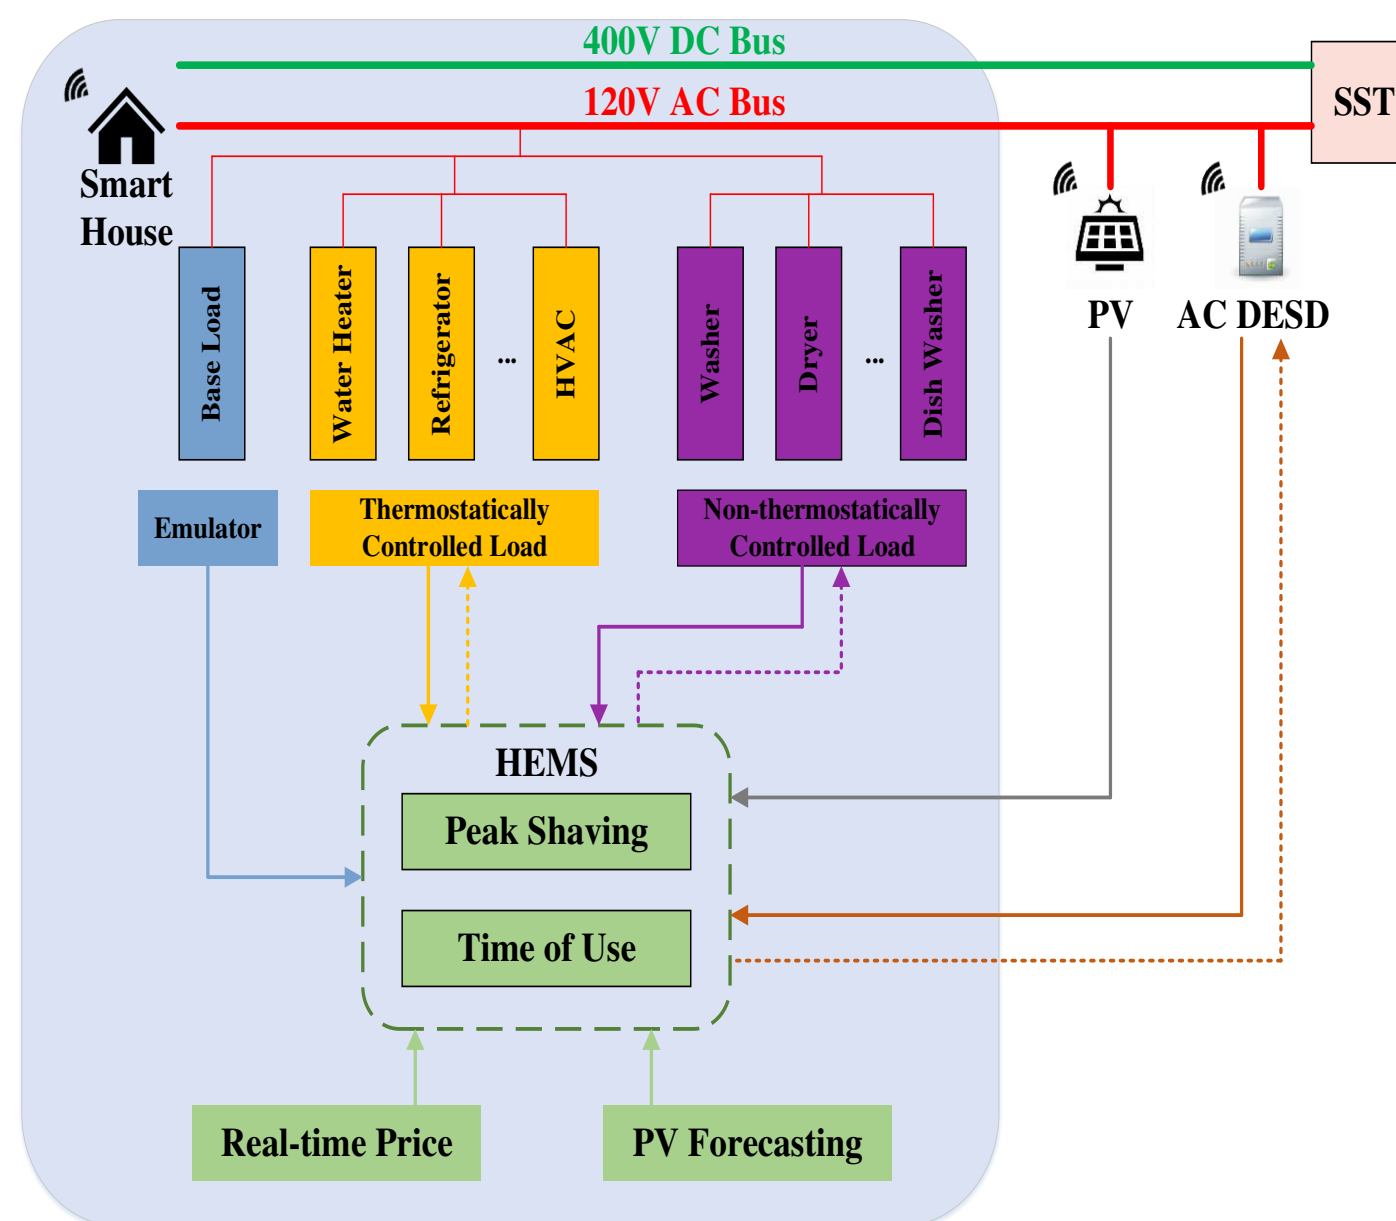 400V DC Bus
120V AC Bus
SST
Smart
House
Base Load
Water Heater
Refrigerator
...
HVAC
Washer
Dryer
...
Dish Washer
PV
AC DESD
Emulator
Thermostatically
Controlled Load
Non-thermostatically
Controlled Load
HEMS
Peak Shaving
Time of Use
Real-time Price
PV Forecasting